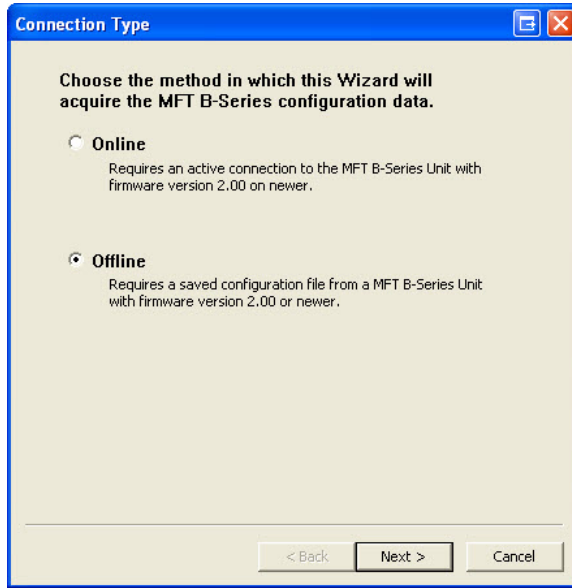 Connection Type
Choose the method in which this Wizard will
acquire the MFT B-Series configuration data.
Online
Requires an active connection to the MFT B-Series Unit with
firmware version 2.00 on newer.
Offline
Requires a saved configuration file from a MFT B-Series Unit
with firmware version 2.00 or newer.
< Back
Next >
Cancel